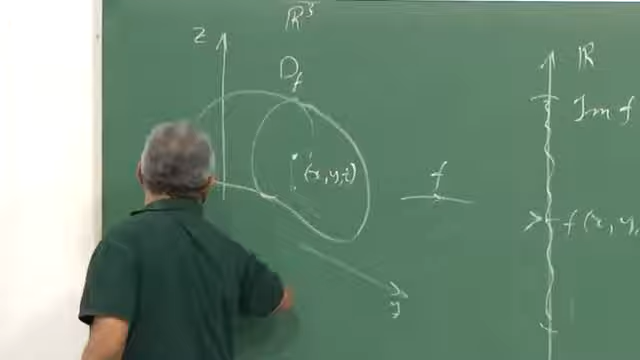 ℝ³
z
D_f
(x, y, z)
y
f
ℝ
Im f
f(x, y,